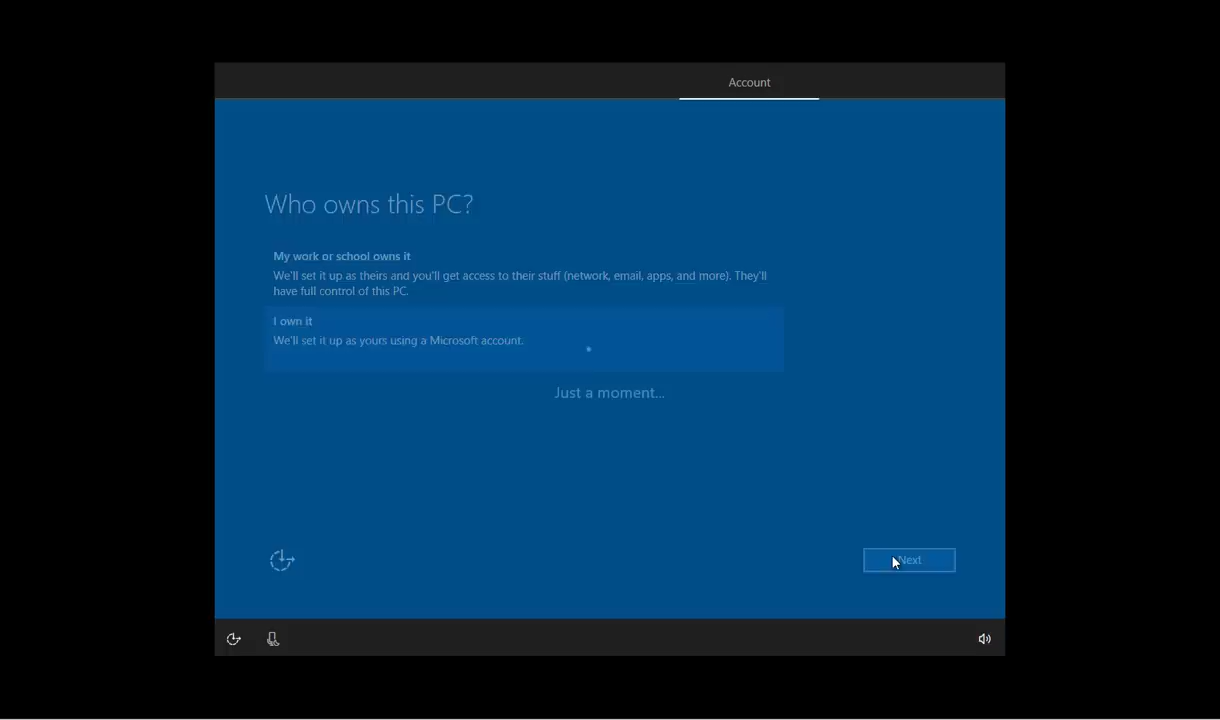 Account
Who owns this PC?
My work or school owns it
We'll set it up as theirs and you'll get access to their stuff (network, email, apps, and more). They'll
have full control of this PC.
I own it
We'll set it up as yours using a Microsoft account.
Just a moment...
Next